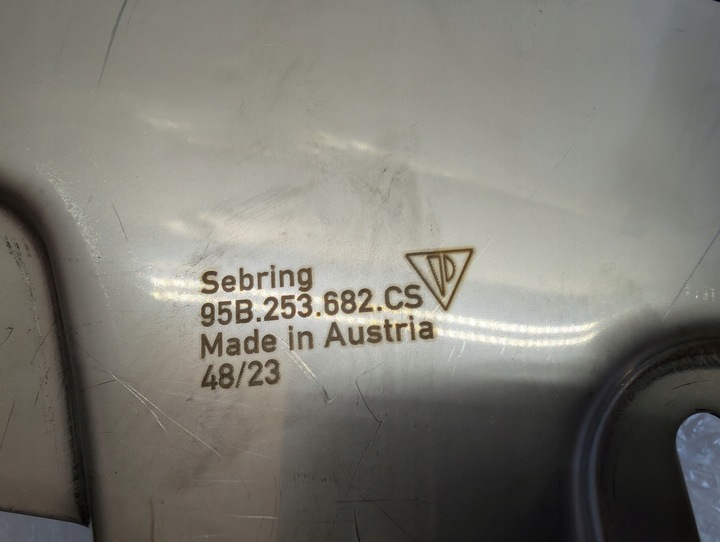 Sebring
95B.253.682.CS
Made in Austria
48/23